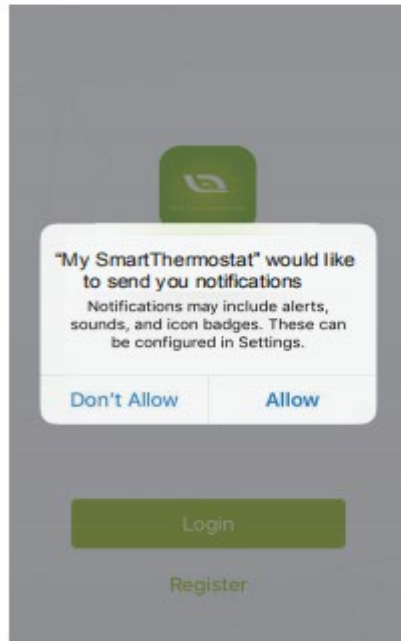 “My SmartThermostat” would like
to send you notifications
Notifications may include alerts,
sounds, and icon badges. These can
be configured in Settings.
Don't Allow
Allow
Login
Register